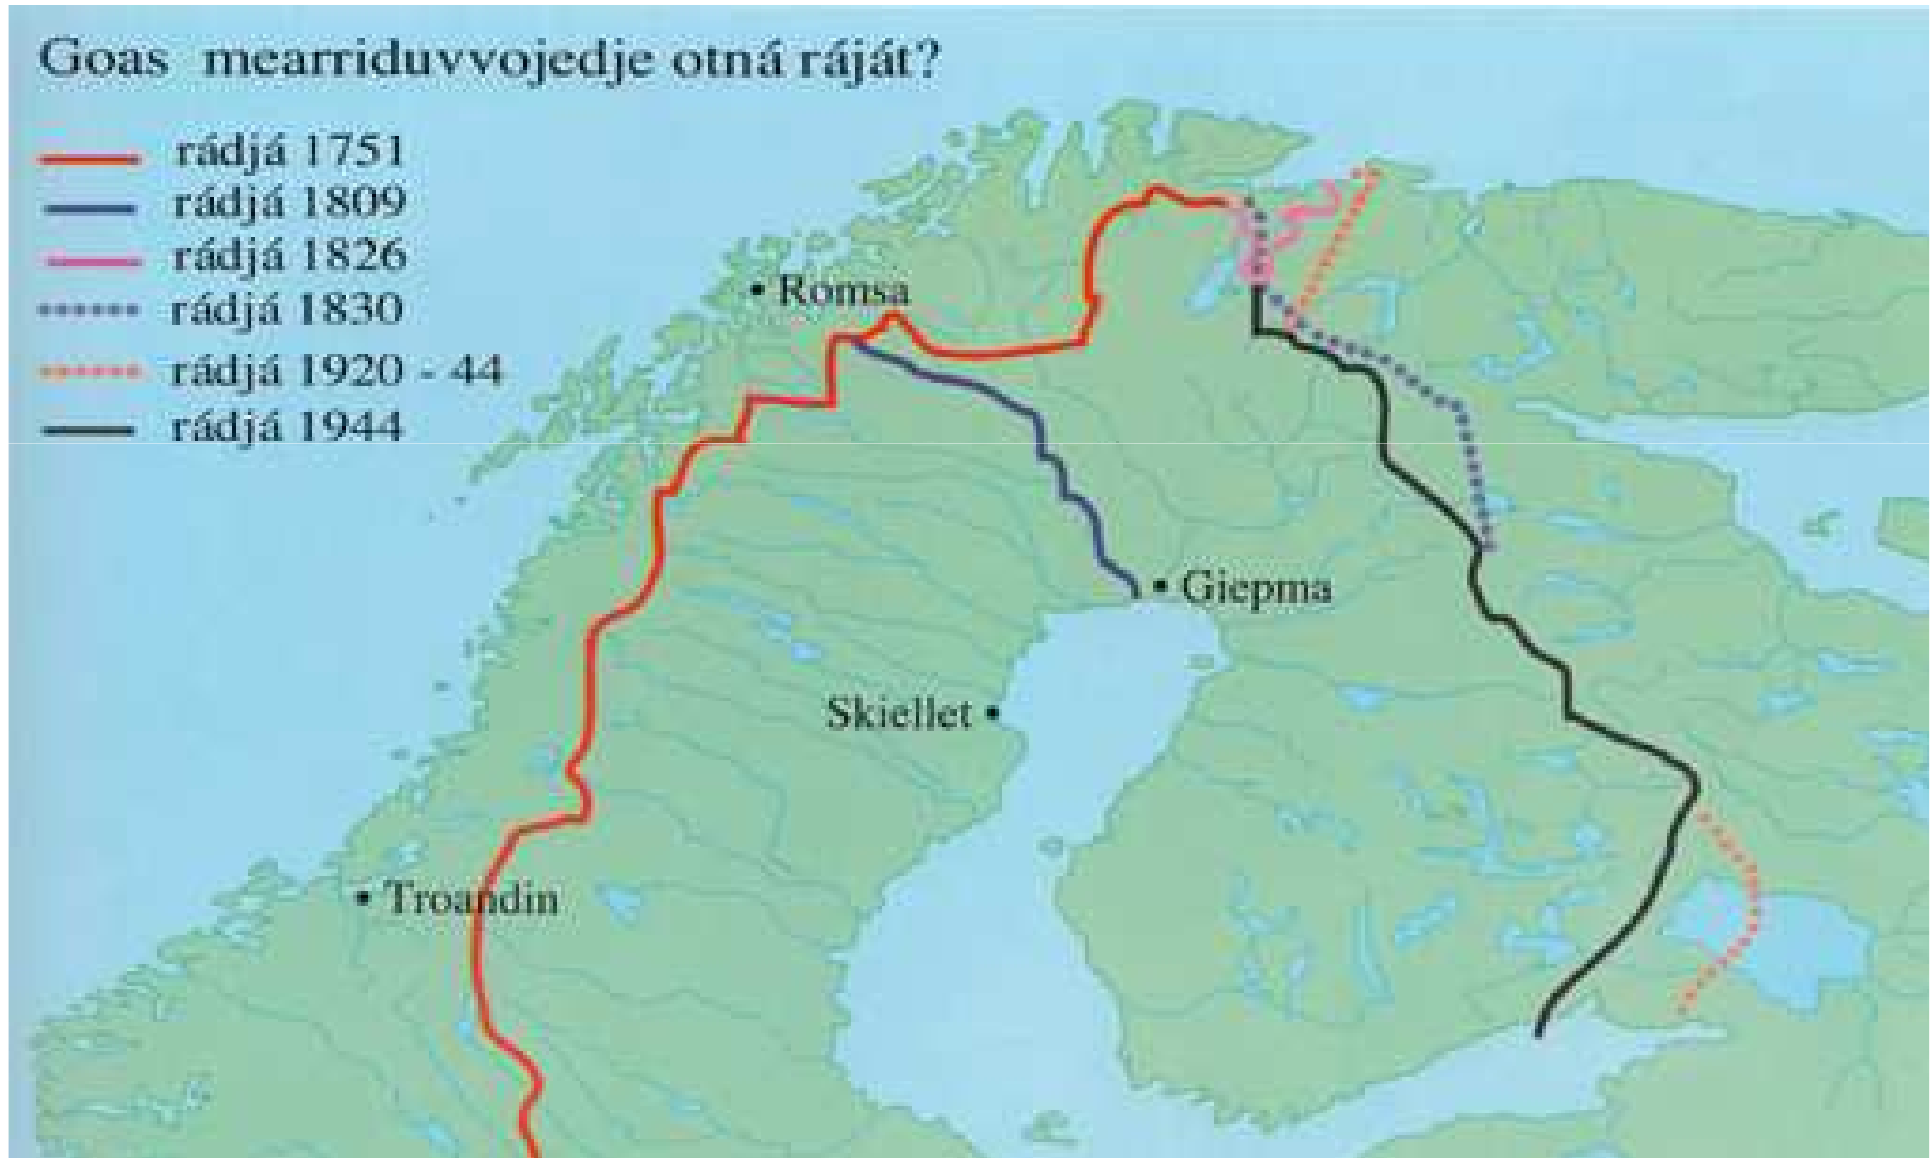 Goas mearriduvvojedje otná ráját?
rádjá 1751
rádjá 1809
rádjá 1826
rádjá 1830
rádjá 1920 - 44
rádjá 1944
Romsa
Giepma
Skiellet
Troandin